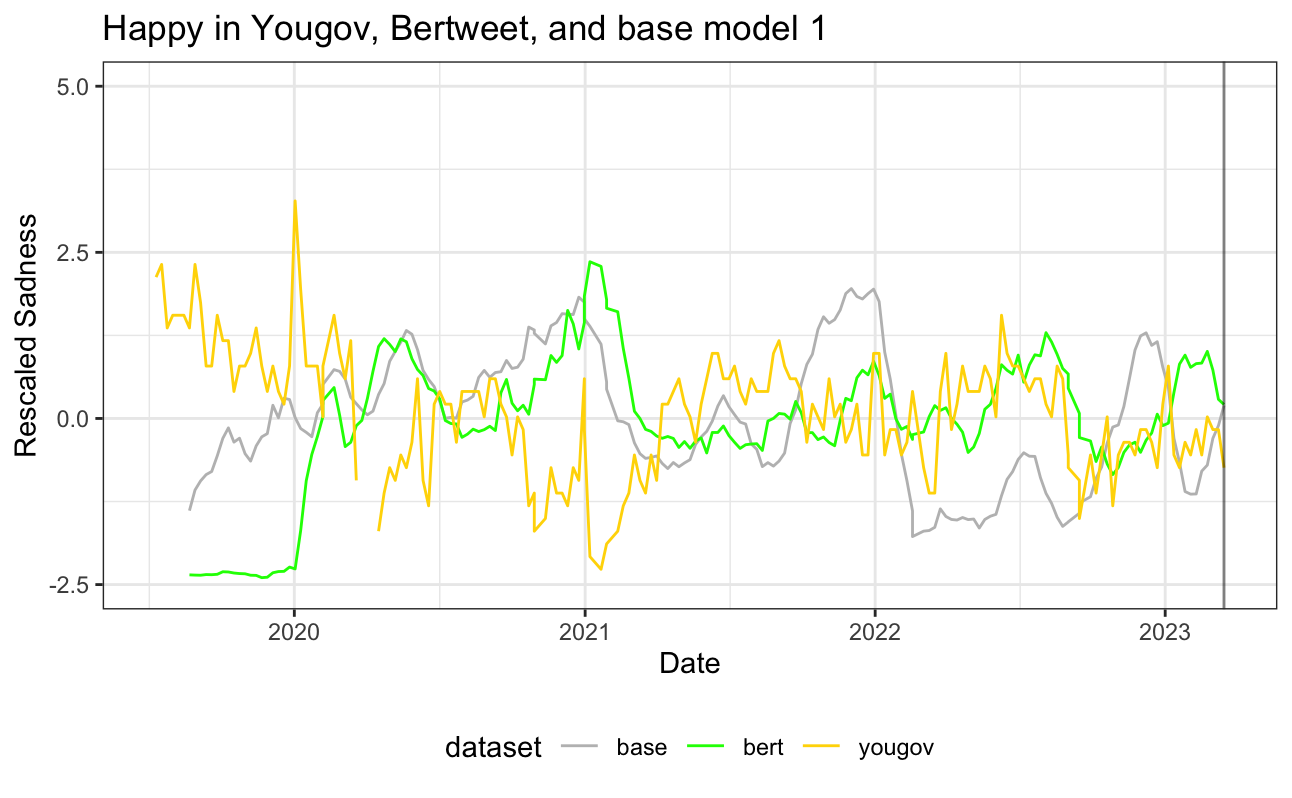 Happy in Yougov, Bertweet, and base model 1
5.0
2.5
0.0
-2.5
Rescaled Sadness
2020 2021 2022 2023
Date
dataset base bert yougov